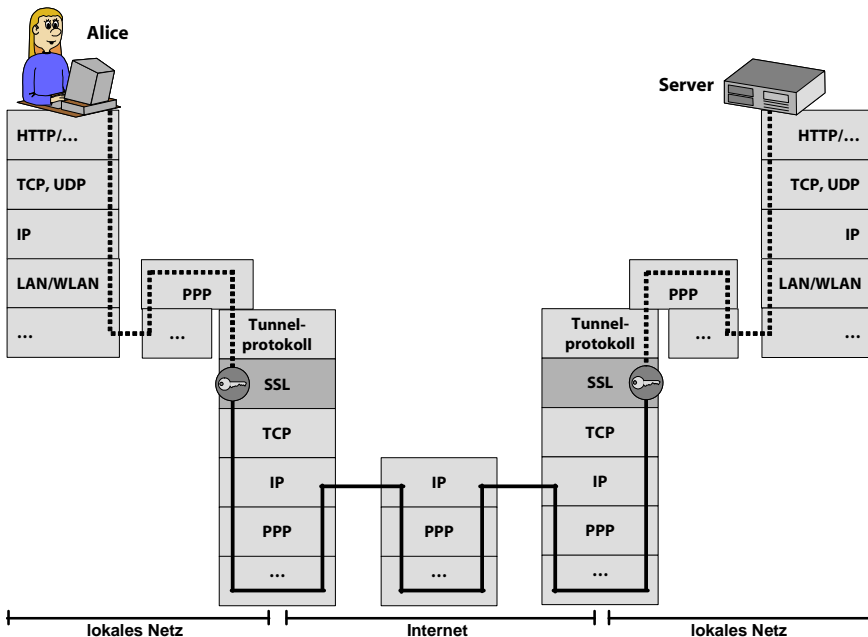 Alice
Server
HTTP/...
TCP, UDP
IP
LAN/WLAN
...
PPP
...
Tunnel-
protokoll
SSL
TCP
IP
PPP
...
IP
PPP
...
Tunnel-
protokoll
SSL
TCP
IP
PPP
...
PPP
...
HTTP/...
TCP, UDP
IP
LAN/WLAN
...
lokales Netz
Internet
lokales Netz